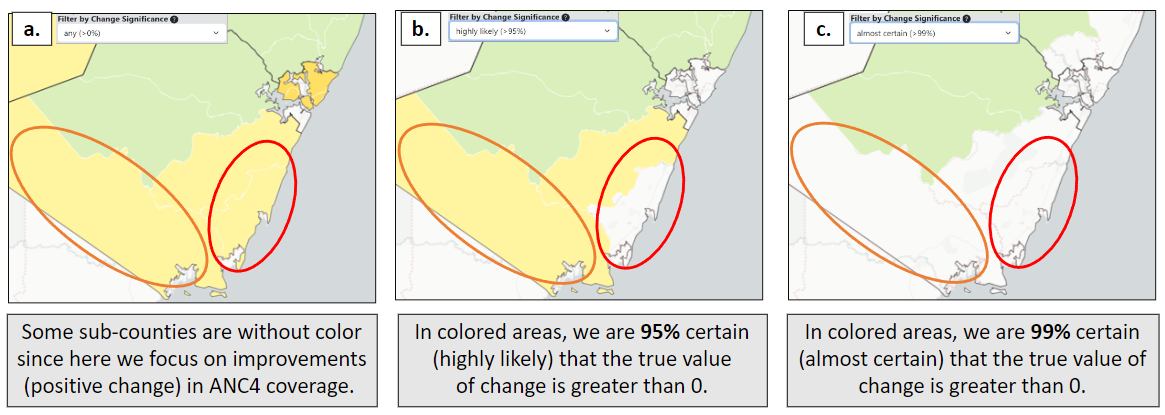 a.
Filter by Change Significance ?
any (>0%)
b.
Filter by Change Significance ?
highly likely (>95%)
c.
Filter by Change Significance ?
almost certain (>99%)
Some sub-counties are without color
since here we focus on improvements
(positive change) in ANC4 coverage.
In colored areas, we are 95% certain
(highly likely) that the true value
of change is greater than 0.
In colored areas, we are 99% certain
(almost certain) that the true value of
change is greater than 0.